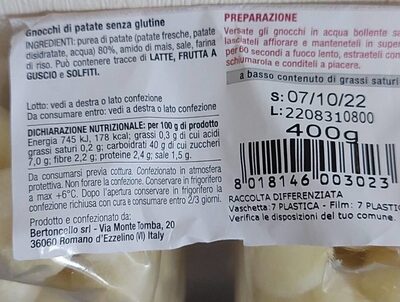 Gnocchi di patate senza glutine
INGREDIENTI: purea di patate (patate fresche, patate
disidratate, acqua) 80%, amido di mais, sale, farina
di riso. Può contenere tracce di LATTE, FRUTTA A
GUSCIO e SOLFITI.
Lotto: vedi a destra o lato confezione
Da consumare entro: vedi a destra o lato confezione
DICHIARAZIONE NUTRIZIONALE: per 100 g di prodotto
Energia 745 kJ, 178 kcal; grassi 0,3 g di cui acidi
grassi saturi 0,2 g; carboidrati 40 g di cui zuccheri
7,0 g; fibre 2,2 g; proteine 2,4 g; sale 1,5 g.
Da consumarsi previa cottura. Confezionato in atmosfera
protettiva. Non forare la confezione. Conservare in frigorifero
a max +6°C. Dopo l'apertura conservare in frigorifero
nella confezione richiusa con cura e consumare entro 2/3 giorni.
Prodotto e confezionato da:
Bertoncello srl - Via Monte Tomba, 20
36060 Romano d'Ezzelino (VI) Italy
PREPARAZIONE
Versate gli gnocchi in acqua bollente sa
lasciateli affiorare e manteneteli in super
per 60 secondi a fuoco lento, estraeteli con
schiumarola e conditeli a piacere.
a basso contenuto di grassi saturi
S: 07/10/22
L: 2208310800
400g
8 018146 003023
RACCOLTA DIFFERENZIATA
Vaschetta: 7 PLASTICA - Film: 7 PLASTI
Verifica le disposizioni del tuo comune.